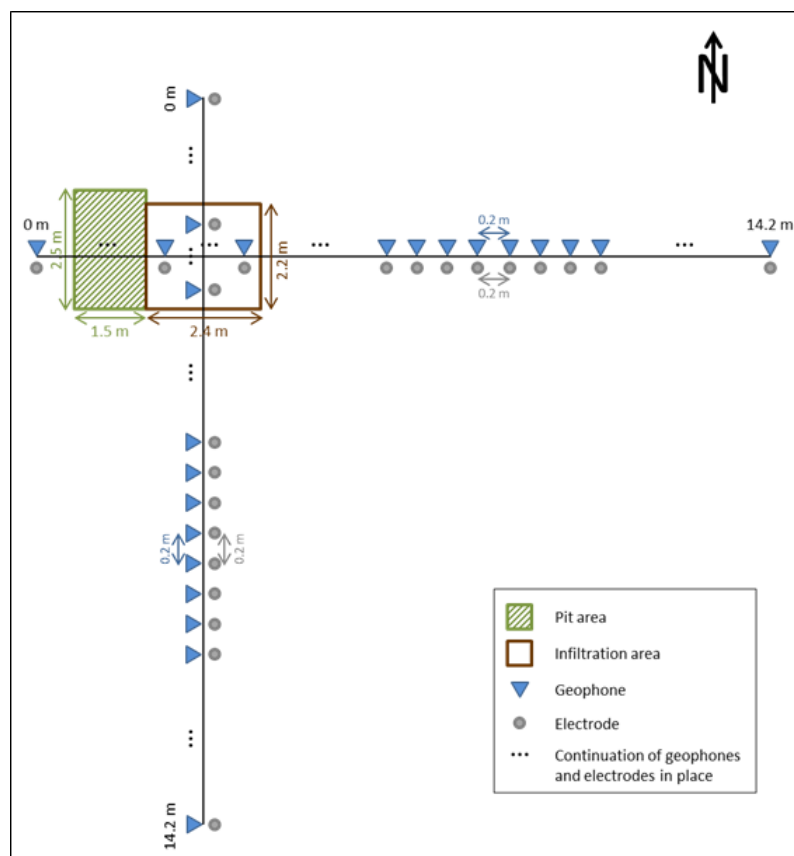 N
0 m
...
0 m
14.2 m
0.2 m
...
...
...
...
...
2.5 m
2.2 m
0.2 m
1.5 m
2.4 m
...
0.2 m
0.2 m
Pit area
Infiltration area
Geophone
Electrode
... Continuation of geophones
and electrodes in place
...
14.2 m